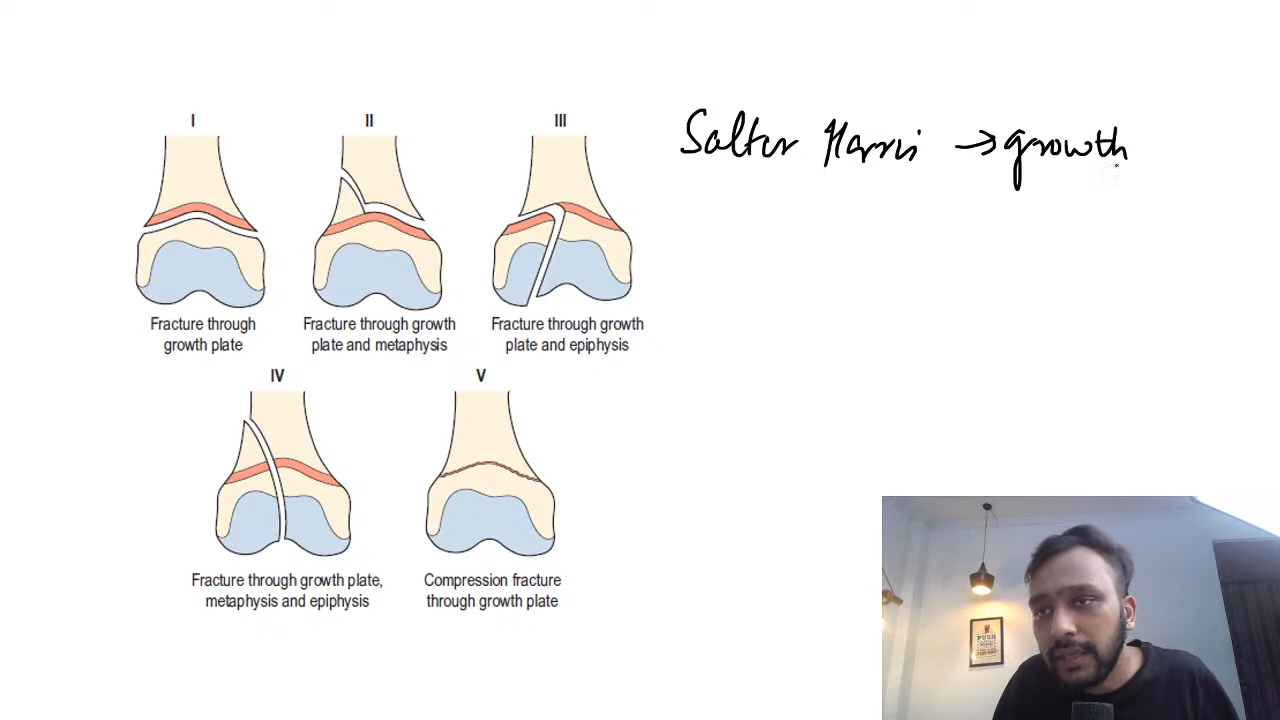 I II III
Salter Harris → growth
Fracture through
growth plate
Fracture through growth
plate and metaphysis
Fracture through growth
plate and epiphysis
IV V
Fracture through growth plate,
metaphysis and epiphysis
Compression fracture
through growth plate
PUSH